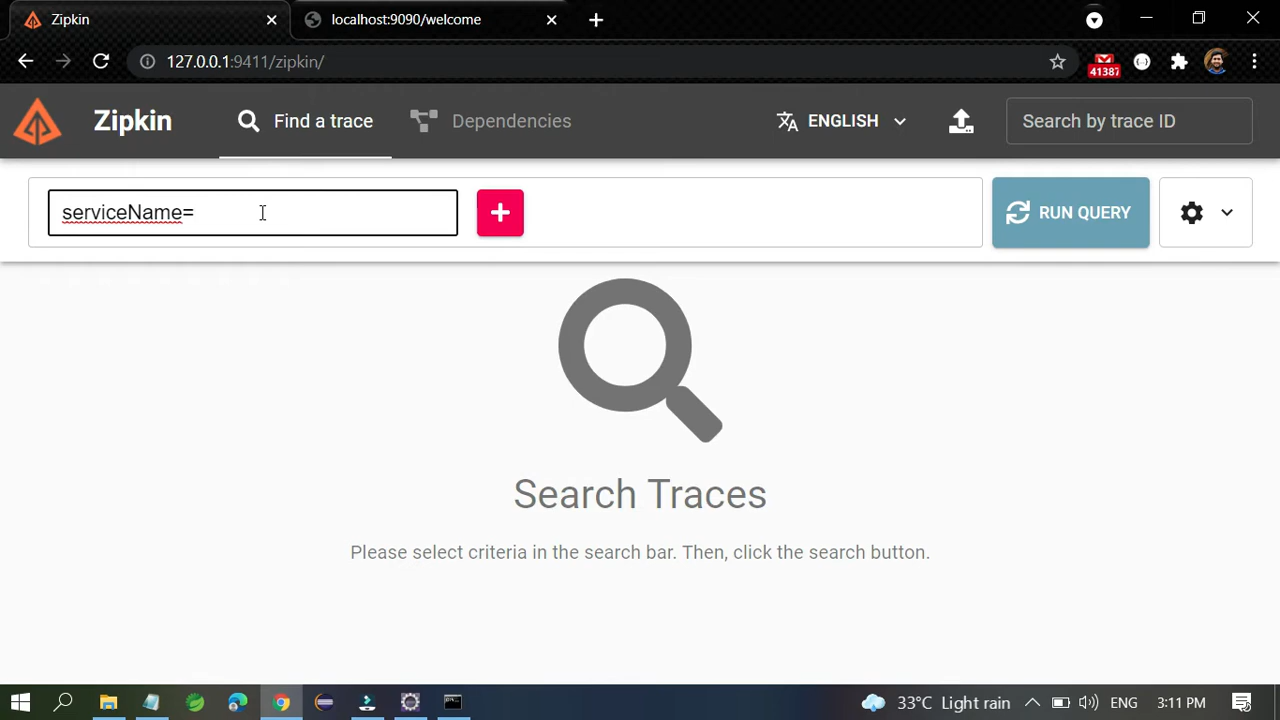 Zipkin
localhost:9090/welcome
127.0.0.1:9411/zipkin/
41387
Zipkin
Find a trace
Dependencies
ENGLISH
Search by trace ID
serviceName=
RUN QUERY
Search Traces
Please select criteria in the search bar. Then, click the search button.
33°C Light rain
ENG
3:11 PM